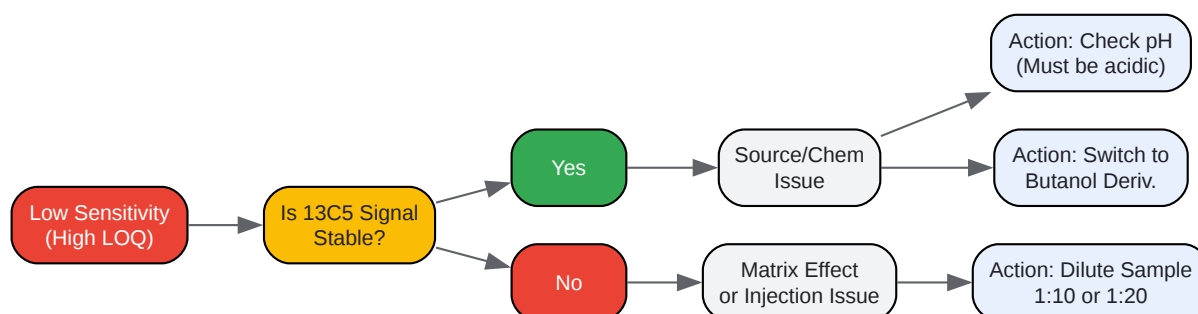 Low Sensitivity
(High LOQ)
Is 13C5 Signal
Stable?
Yes
Source/Chem
Issue
Action: Check pH
(Must be acidic)
Action: Switch to
Butanol Deriv.
No
Matrix Effect
or Injection Issue
Action: Dilute Sample
1:10 or 1:20